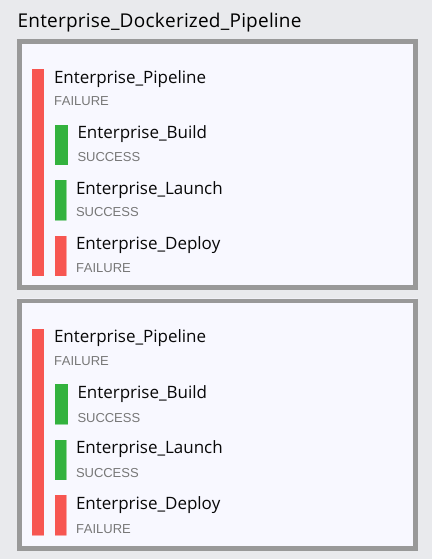 Enterprise_Dockerized_Pipeline
Enterprise_Pipeline
FAILURE
Enterprise_Build
SUCCESS
Enterprise_Launch
SUCCESS
Enterprise_Deploy
FAILURE
Enterprise_Pipeline
FAILURE
Enterprise_Build
SUCCESS
Enterprise_Launch
SUCCESS
Enterprise_Deploy
FAILURE